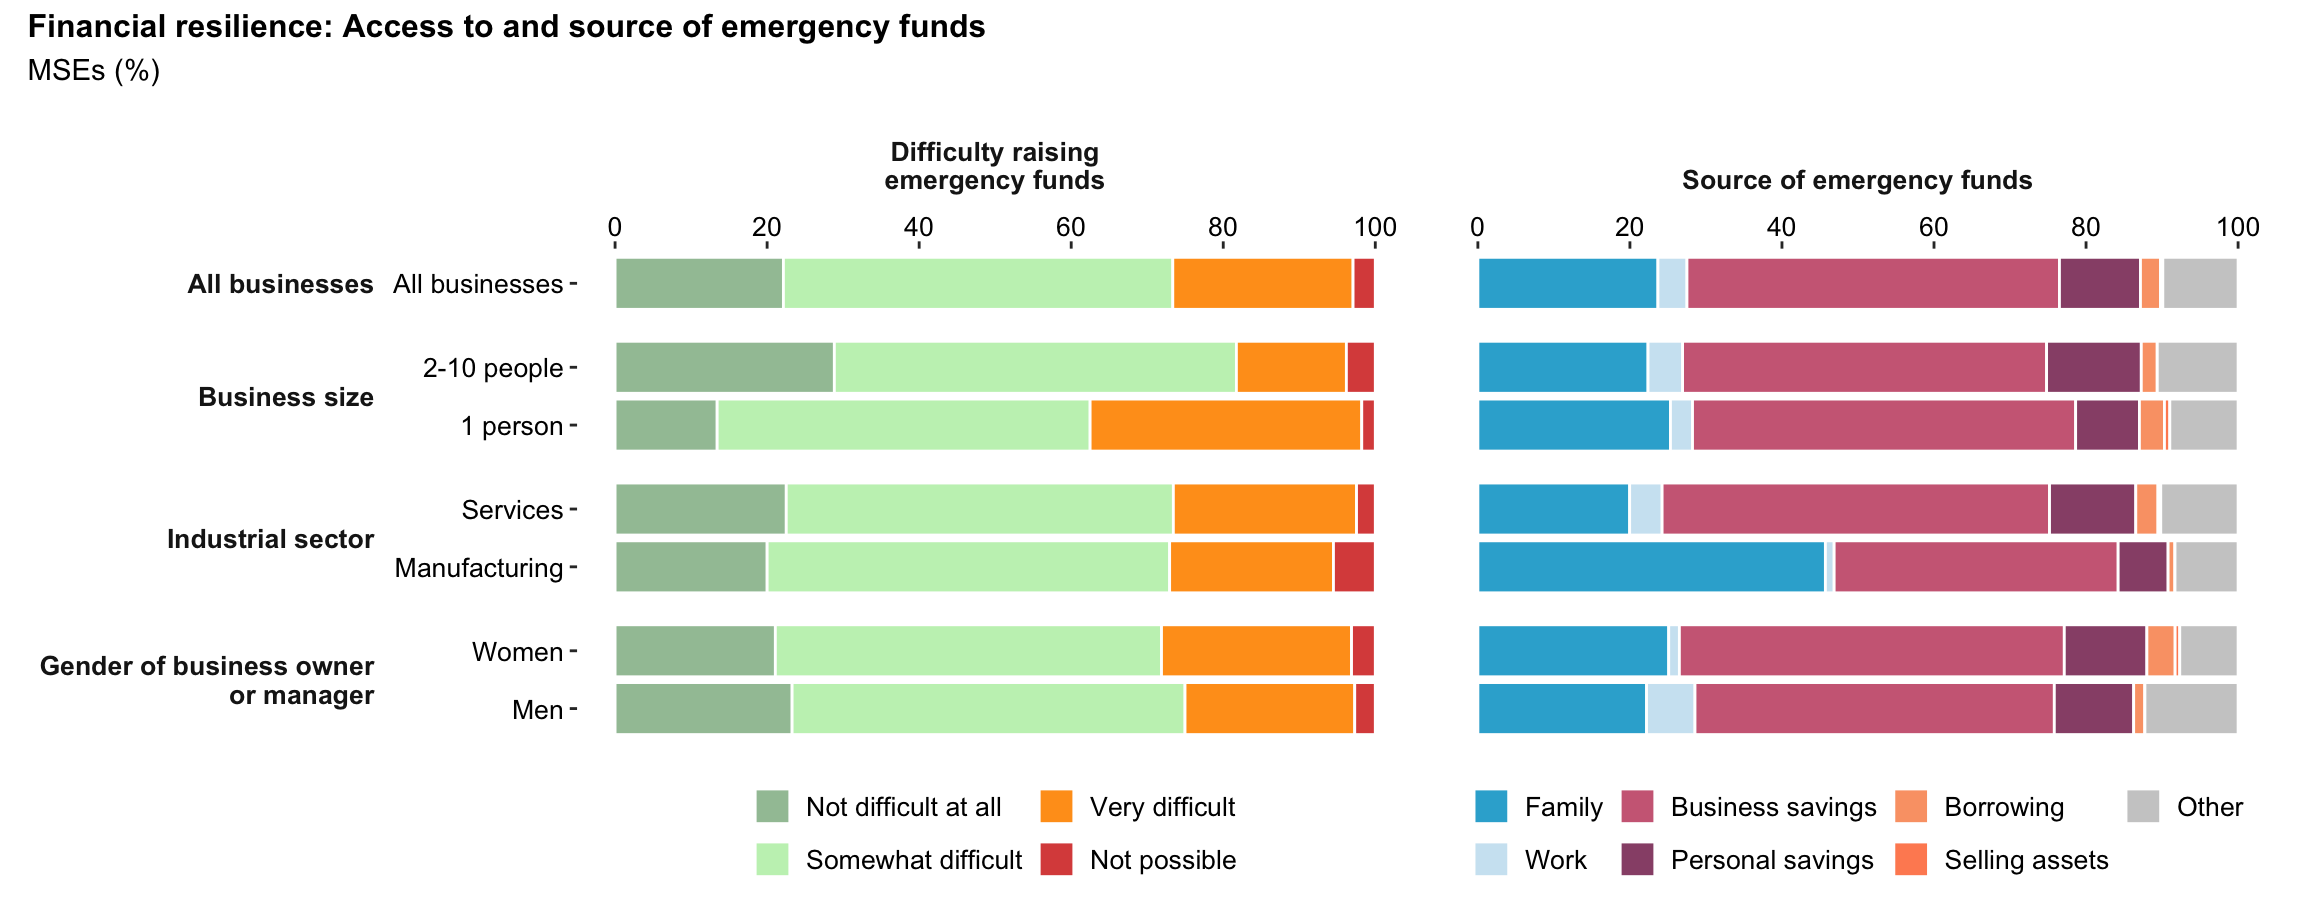 Financial resilience: Access to and source of emergency funds
MSEs (%)
Difficulty raising
emergency funds
Source of emergency funds
0 20 40 60 80 100
0 20 40 60 80 100
All businesses All businesses
Business size
2-10 people
1 person
Industrial sector
Services
Manufacturing
Gender of business owner
or manager
Women
Men
Not difficult at all
Very difficult
Somewhat difficult
Not possible
Family
Business savings
Borrowing
Other
Work
Personal savings
Selling assets